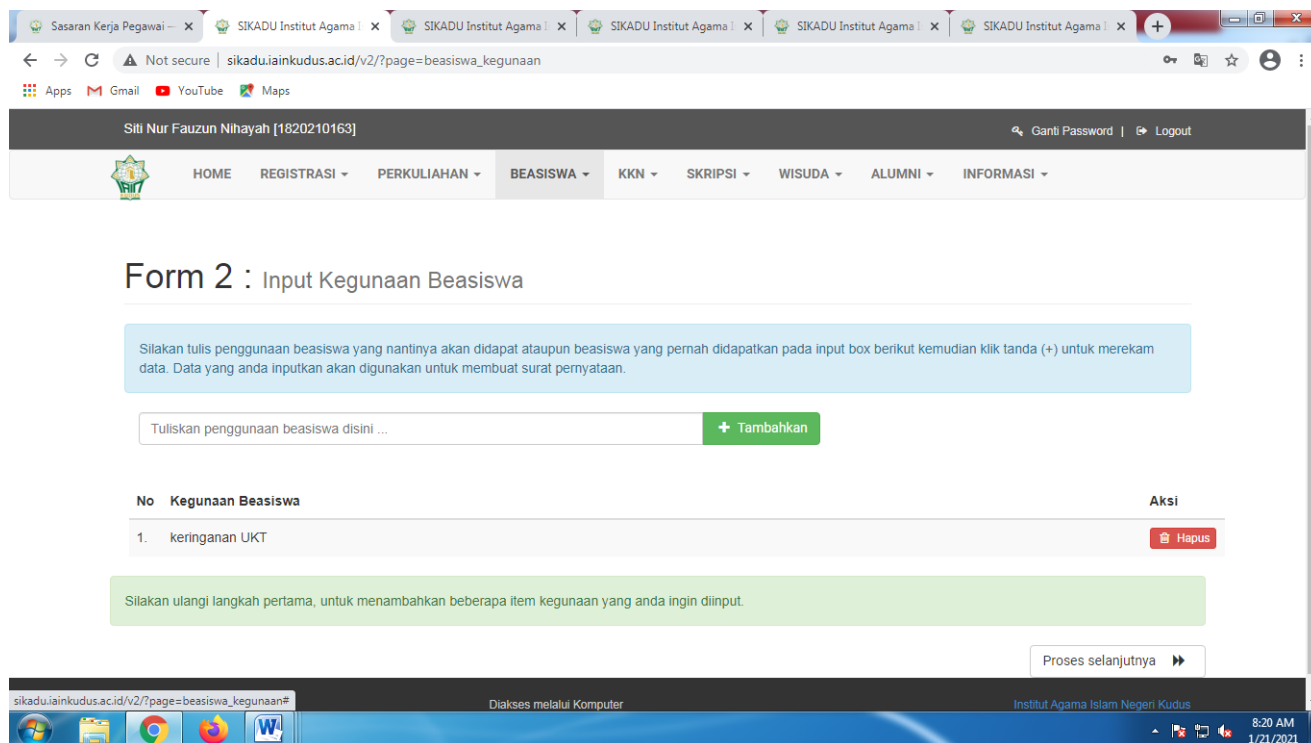 Sasaran Kerja Pegawai –
SIKADU Institut Agama I
SIKADU Institut Agama I
SIKADU Institut Agama I
SIKADU Institut Agama I
SIKADU Institut Agama I
Not secure | sikadu.iainkudus.ac.id/v2/?page=beasiswa_kegunaan
Apps Gmail YouTube Maps
Siti Nur Fauzun Nihayah [1820210163] Ganti Password | Logout
HOME REGISTRASI PERKULIAHAN BEASISWA KKN SKRIPSI WISUDA ALUMNI INFORMASI
Form 2 : Input Kegunaan Beasiswa
Silakan tulis penggunaan beasiswa yang nantinya akan didapat ataupun beasiswa yang pernah didapatkan pada input box berikut kemudian klik tanda (+) untuk merekam
data. Data yang anda inputkan akan digunakan untuk membuat surat pernyataan.
Tuliskan penggunaan beasiswa disini ... + Tambahkan
No Kegunaan Beasiswa Aksi
1. keringanan UKT Hapus
Silakan ulangi langkah pertama, untuk menambahkan beberapa item kegunaan yang anda ingin diinput.
Proses selanjutnya
sikadu.iainkudus.ac.id/v2/?page=beasiswa_kegunaan# Diakses melalui Komputer Institut Agama Islam Negeri Kudus
8:20 AM
1/21/2021